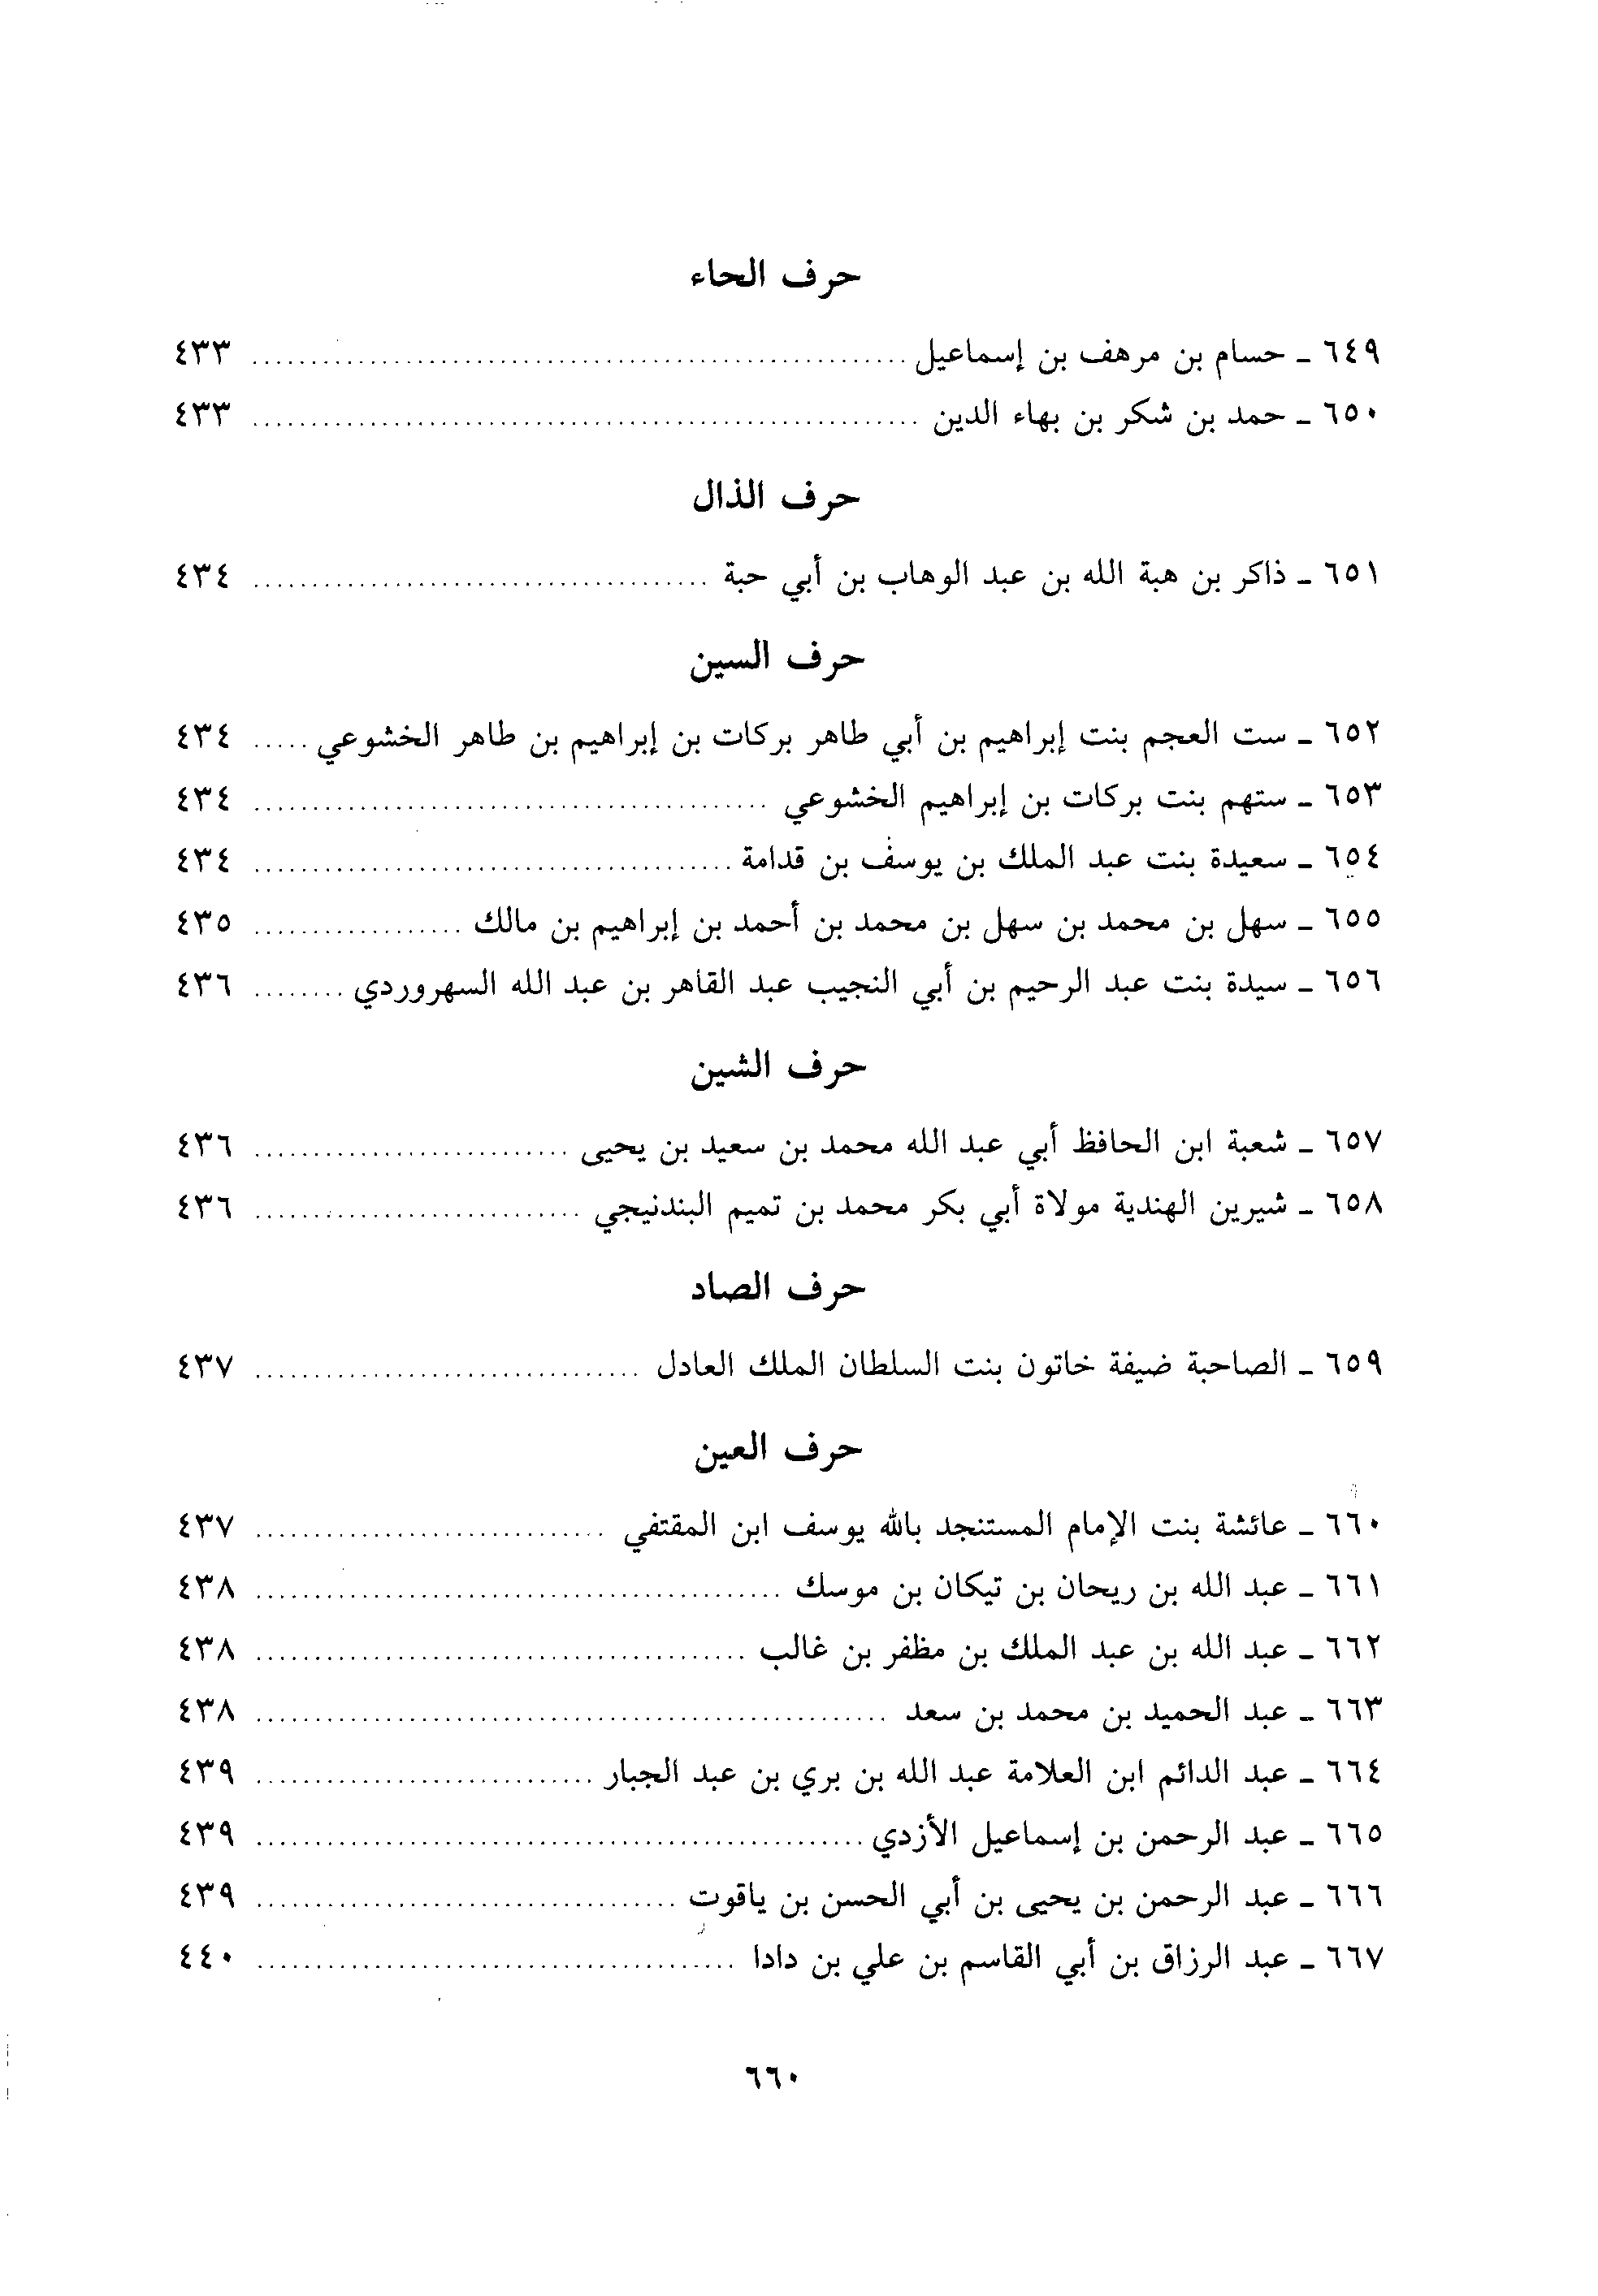 حرف الحاء
٦٤٩ ـ حسام بن مرهف بن إسماعيل ........................................................ ٤٣٣
٦٥٠ ـ حمد بن شكر بن بهاء الدين ......................................................... ٤٣٣
حرف الذال
٦٥١ ـ ذاكر بن هبة الله بن عبد الوهاب بن أبي حبة ....................................... ٤٣٤
حرف السين
٦٥٢ ـ ست العجم بنت إبراهيم بن أبي طاهر بركات بن إبراهيم بن طاهر الخشوعي ..... ٤٣٤
٦٥٣ ـ ستهم بنت بركات بن إبراهيم الخشوعي ............................................ ٤٣٤
٦٥٤ ـ سعيدة بنت عبد الملك بن يوسف بن قدامة ......................................... ٤٣٤
٦٥٥ ـ سهل بن محمد بن سهل بن محمد بن أحمد بن إبراهيم بن مالك .................. ٤٣٥
٦٥٦ ـ سيدة بنت عبد الرحيم بن أبي النجيب عبد القاهر بن عبد الله السهروردي ........ ٤٣٦
حرف الشين
٦٥٧ ـ شعبة ابن الحافظ أبي عبد الله محمد بن سعيد بن يحيى ........................... ٤٣٦
٦٥٨ ـ شيرين الهندية مولاة أبي بكر محمد بن تميم البندنيجي ............................ ٤٣٦
حرف الصاد
٦٥٩ ـ الصاحبة ضيفة خاتون بنت السلطان الملك العادل ................................. ٤٣٧
حرف العين
٦٦٠ ـ عائشة بنت الإمام المستنجد بالله يوسف ابن المقتفي .............................. ٤٣٧
٦٦١ ـ عبد الله بن ريحان بن تيكان بن موسك ............................................. ٤٣٨
٦٦٢ ـ عبد الله بن عبد الملك بن مظفر بن غالب .......................................... ٤٣٨
٦٦٣ ـ عبد الحميد بن محمد بن سعد ...................................................... ٤٣٨
٦٦٤ ـ عبد الدائم ابن العلامة عبد الله بن بري بن عبد الجبار ............................. ٤٣٩
٦٦٥ ـ عبد الرحمن بن إسماعيل الأزدي .................................................... ٤٣٩
٦٦٦ ـ عبد الرحمن بن يحيى بن أبي الحسن بن ياقوت .................................... ٤٣٩
٦٦٧ ـ عبد الرزاق بن أبي القاسم بن علي بن دادا ......................................... ٤٤٠
٦٦٠